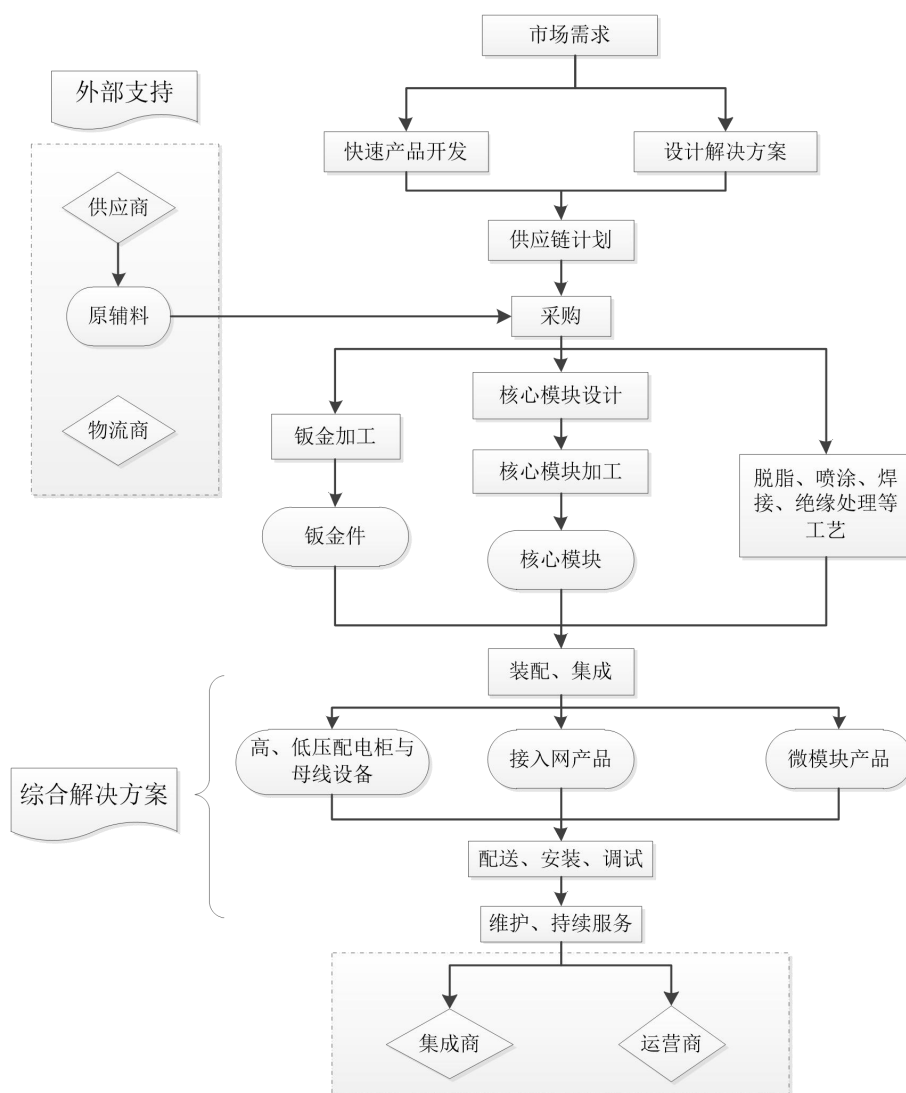 市场需求
外部支持
快速产品开发
设计解决方案
供应商
供应链计划
原辅料
采购
核心模块设计
物流商
钣金加工
核心模块加工
脱脂、喷涂、焊
接、绝缘处理等
工艺
钣金件
核心模块
装配、集成
高、低压配电柜与
母线设备
接入网产品
微模块产品
综合解决方案
配送、安装、调试
维护、持续服务
集成商
运营商